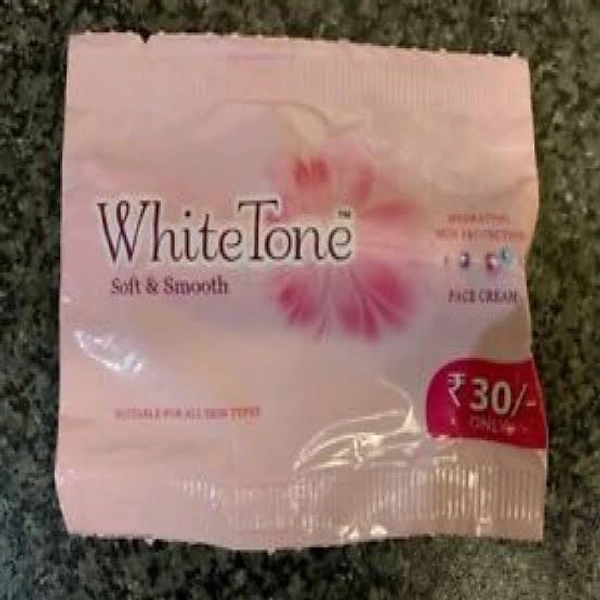 WhiteTone™
Soft & Smooth
HYDRATING,
SKIN PROTECTION
FACE CREAM
SUITABLE FOR ALL SKIN TYPES
₹ 30/-
ONLY